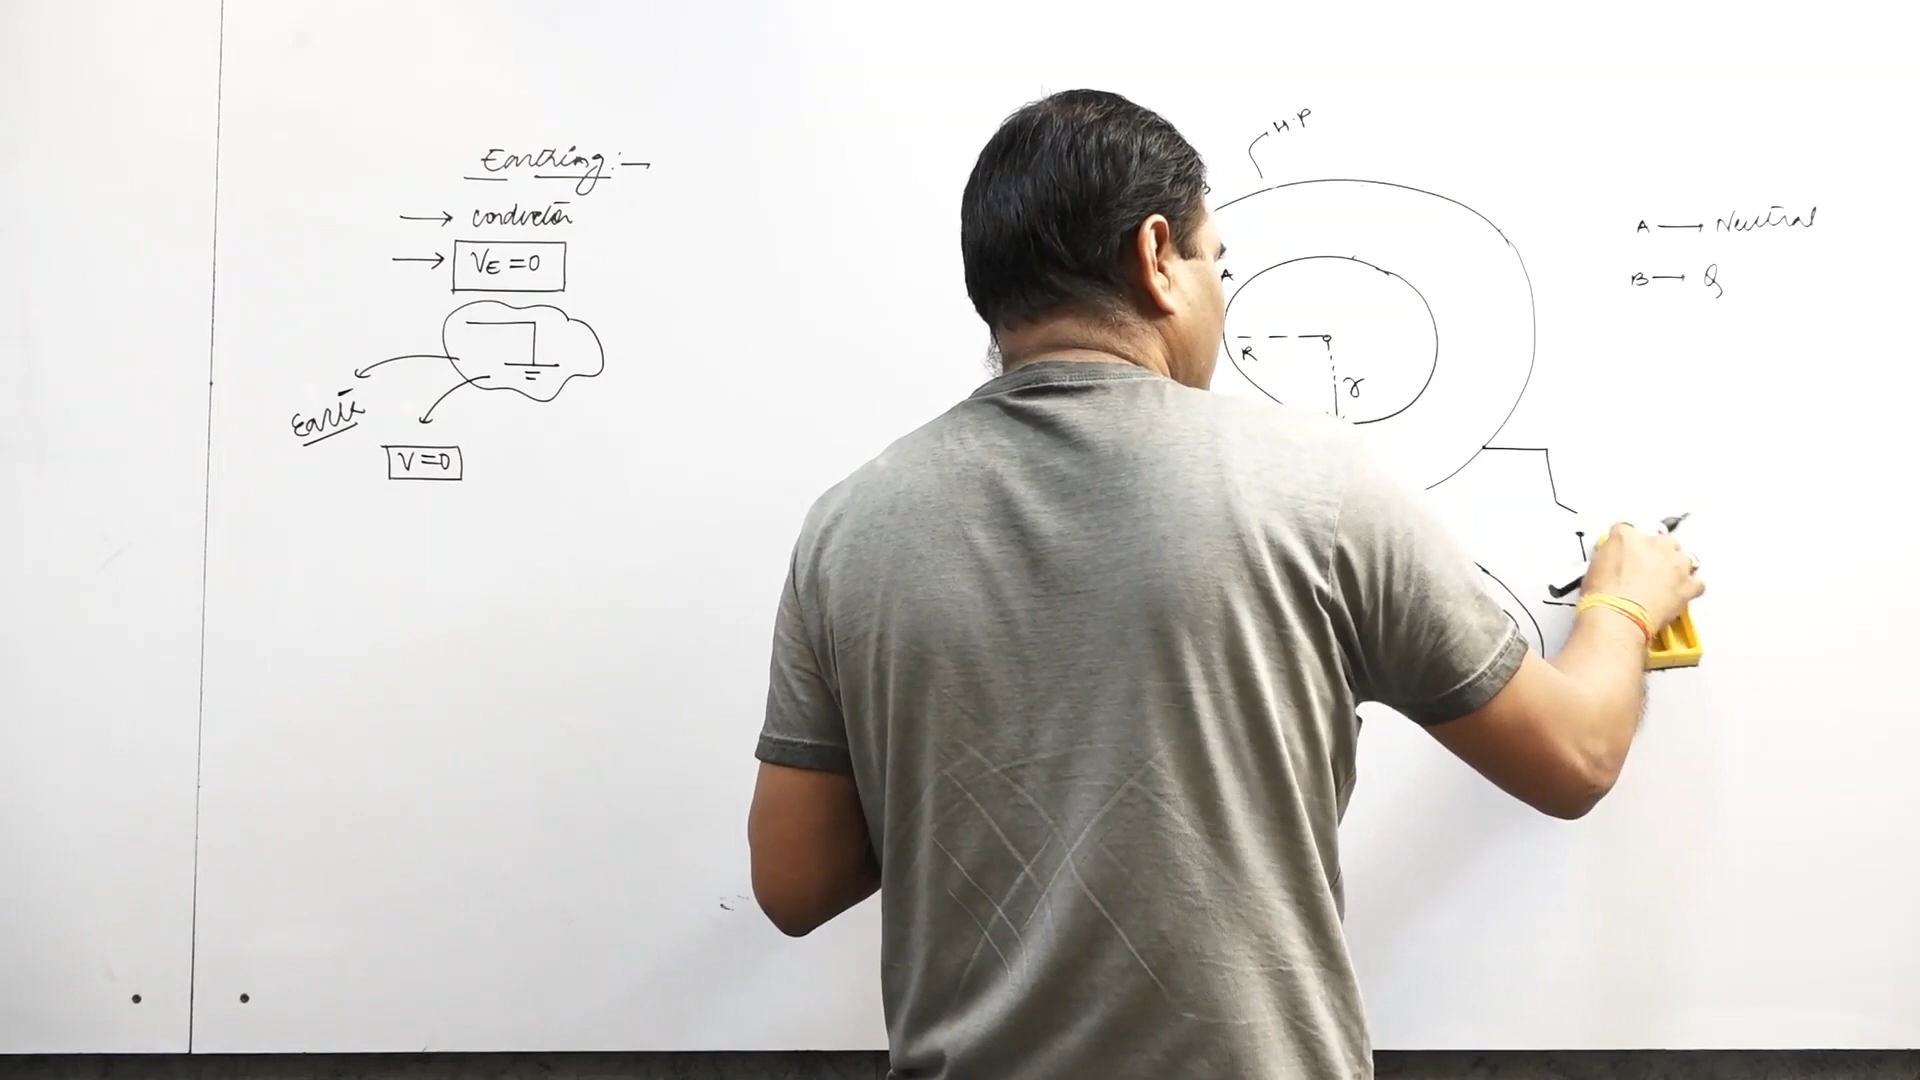 Earthing:-
→ conductor
→ VE = 0
Earth
V = 0
H.P
A
R
r
A → Neutral
B → Q